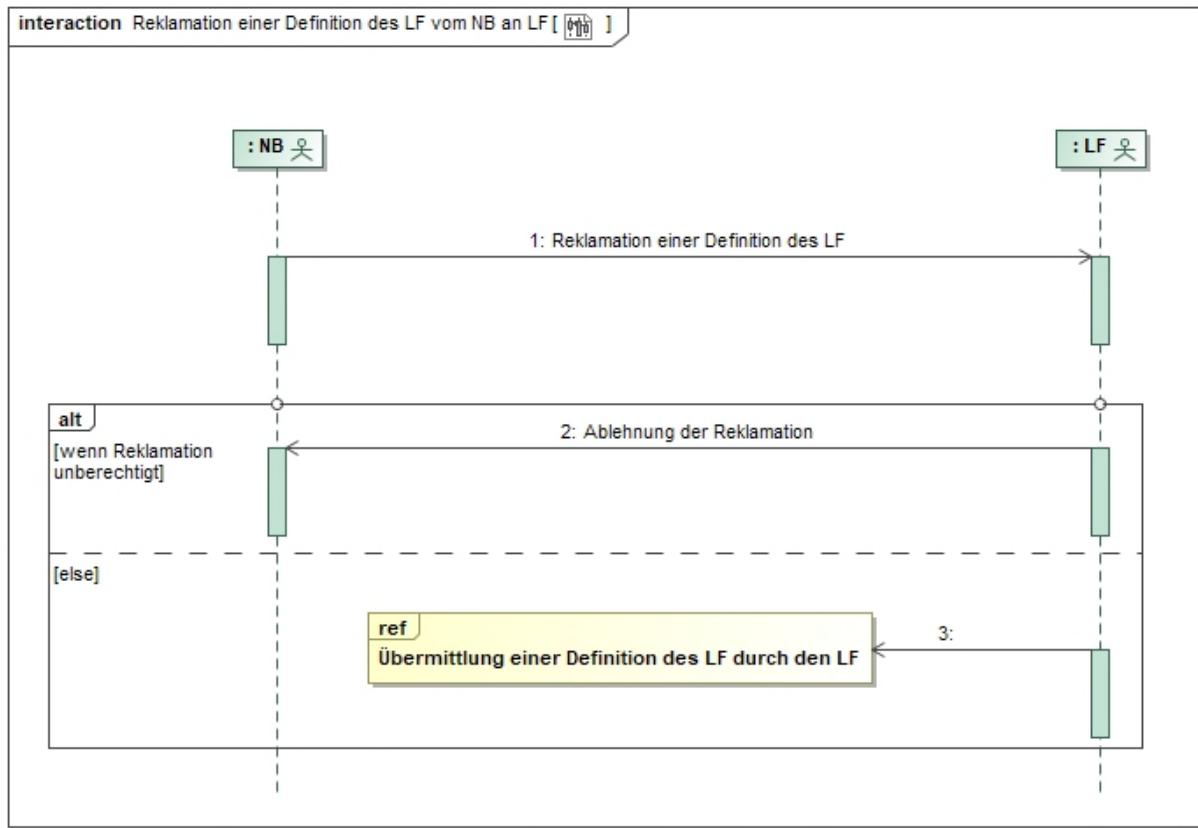 interaction Reklamation einer Definition des LF vom NB an LF [ ]
: NB
: LF
1: Reklamation einer Definition des LF
alt
2: Ablehnung der Reklamation
[wenn Reklamation
unberechtigt]
[else]
ref
3:
Übermittlung einer Definition des LF durch den LF